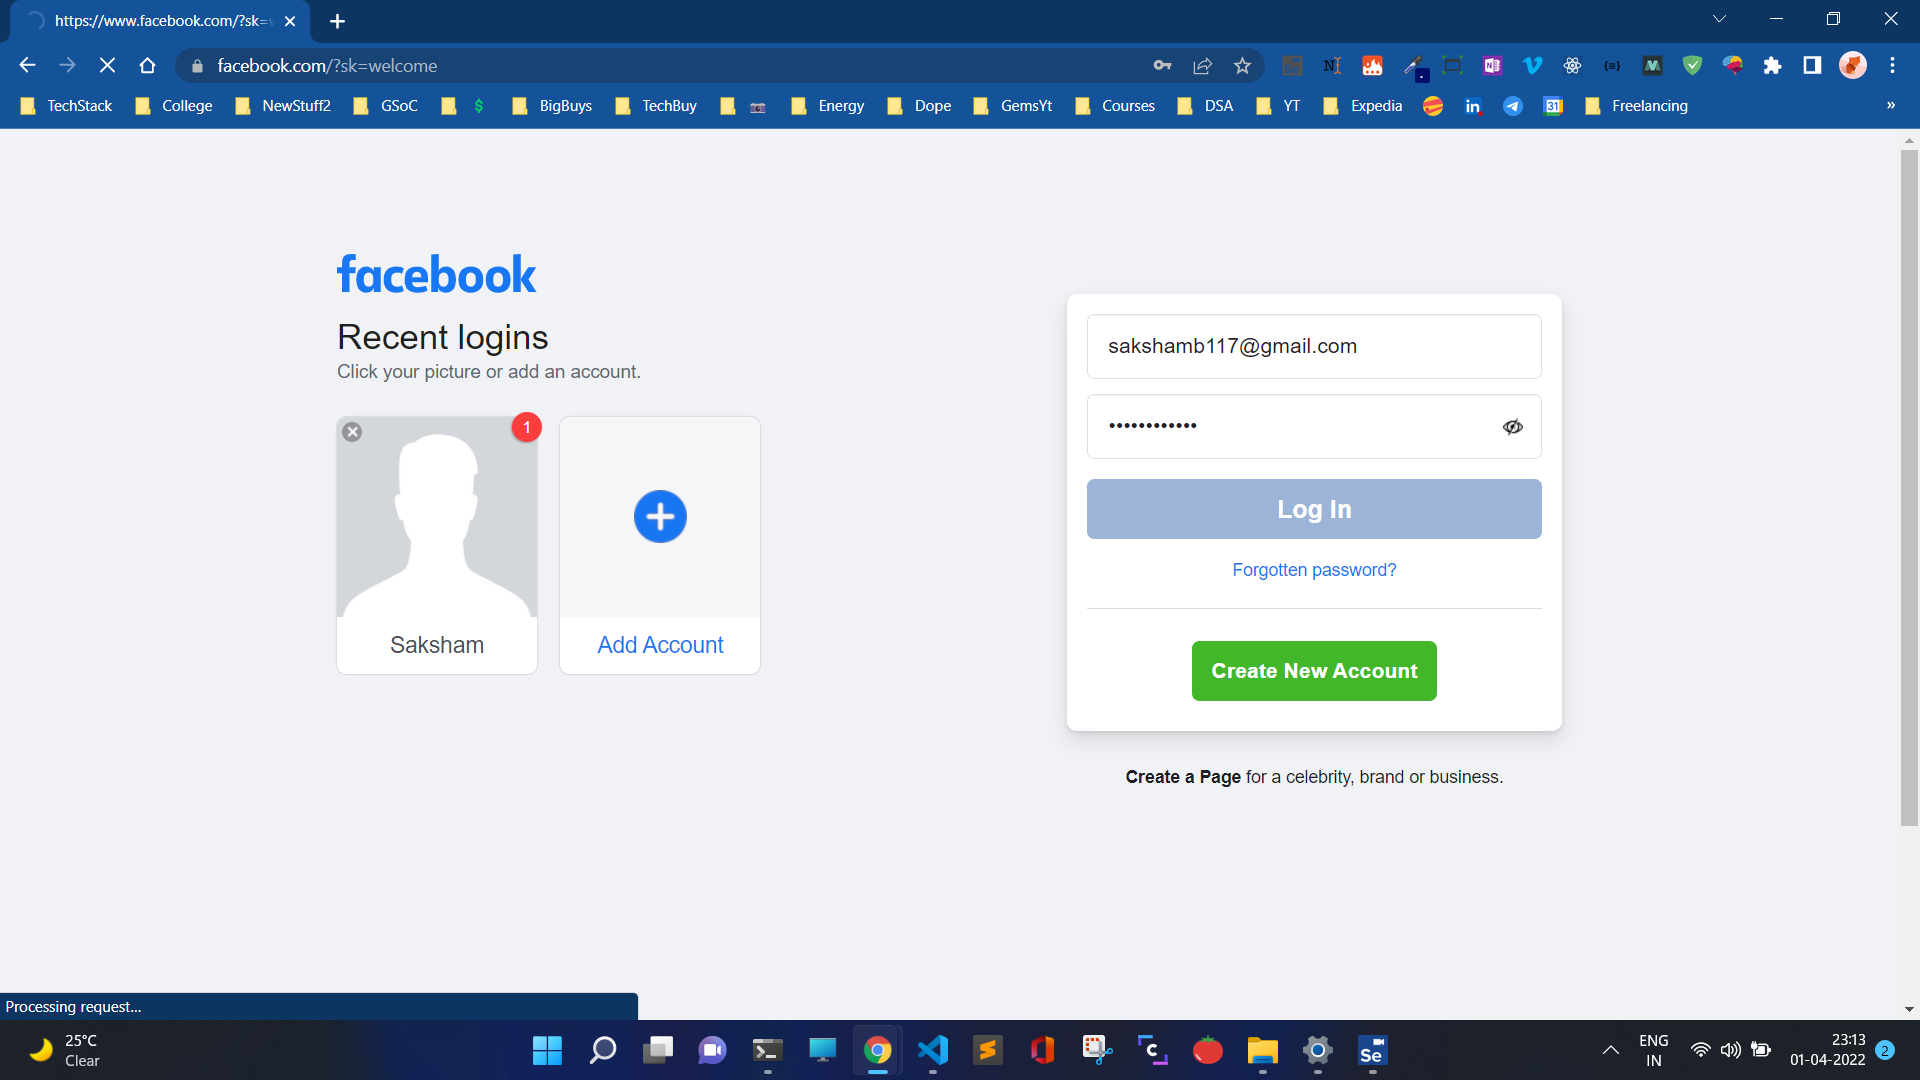 https://www.facebook.com/?sk=
facebook.com/?sk=welcome
TechStack
College
NewStuff2
GSoC
BigBuys
TechBuy
Energy
Dope
GemsYt
Courses
DSA
YT
Expedia
Freelancing
facebook
Recent logins
Click your picture or add an account.
1
Saksham
Add Account
sakshamb117@gmail.com
Log In
Forgotten password?
Create New Account
Create a Page for a celebrity, brand or business.
Processing request...
25°C
Clear
Se
ENG
IN
23:13
01-04-2022
2